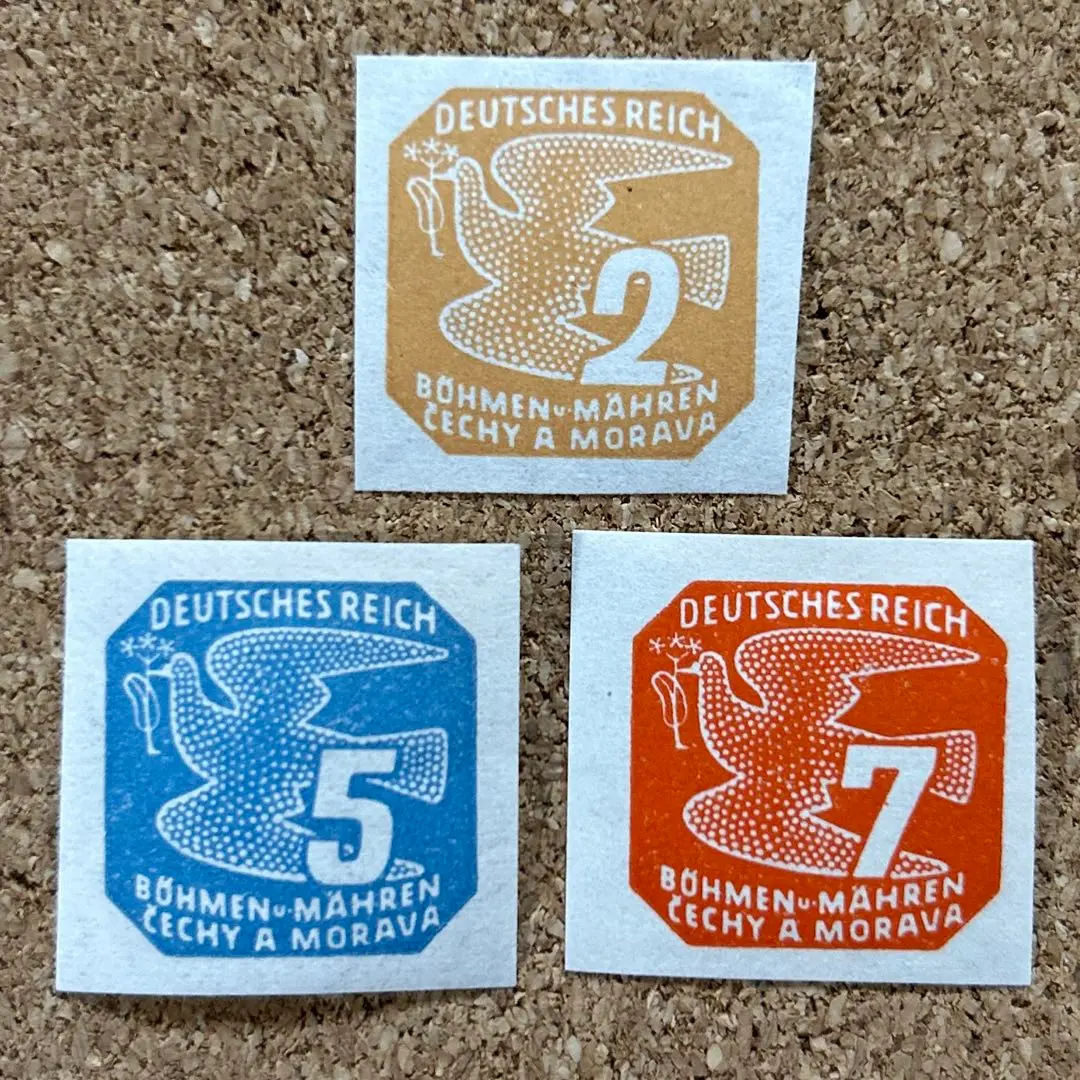 DEUTSCHES REICH
2
BÖHMEN u. MÄHREN
ČECHY A MORAVA
DEUTSCHES REICH
5
BÖHMEN u. MÄHREN
ČECHY A MORAVA
DEUTSCHES REICH
7
BÖHMEN u. MÄHREN
ČECHY A MORAVA